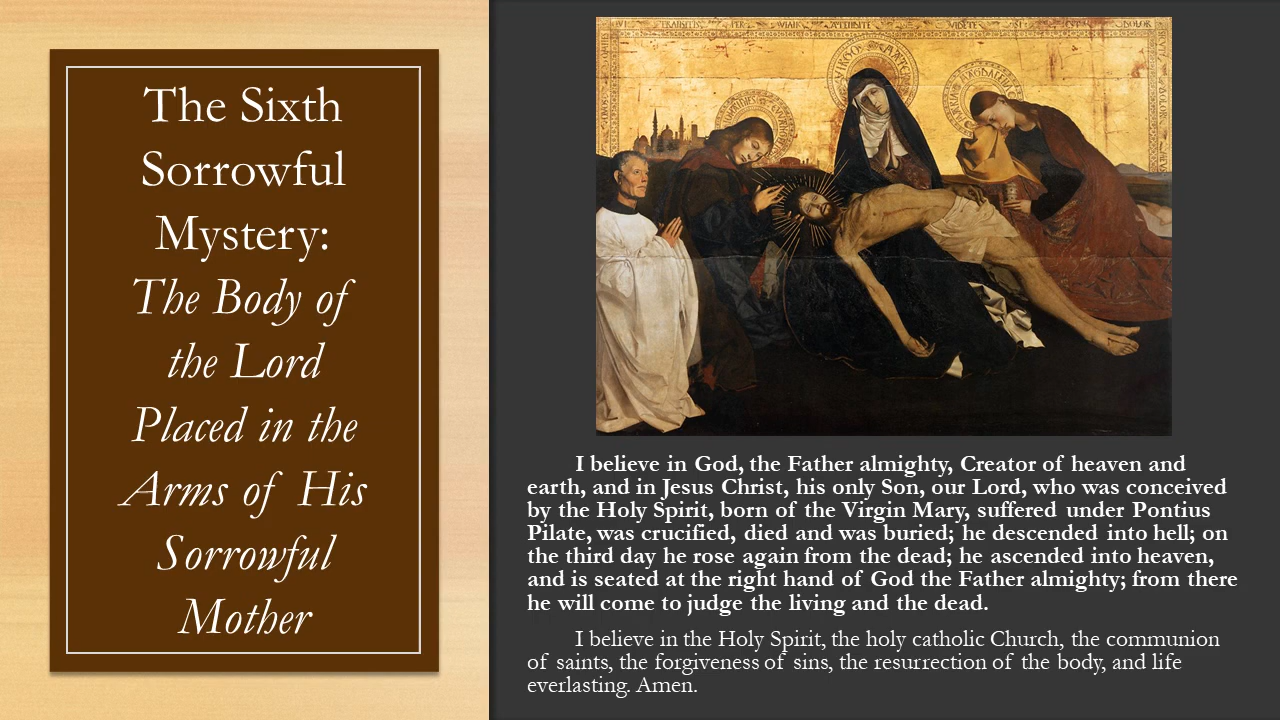 The Sixth
Sorrowful
Mystery:
The Body of
the Lord
Placed in the
Arms of His
Sorrowful
Mother
VIATAM PER
I believe in God, the Father almighty, Creator of heaven and
earth, and in Jesus Christ, his only Son, our Lord, who was conceived
by the Holy Spirit, born of the Virgin Mary, suffered under Pontius
Pilate, was crucified, died and was buried; he descended into hell; on
the third day he rose again from the dead; he ascended into heaven,
and is seated at the right hand of God the Father almighty; from there
he will come to judge the living and the dead.
I believe in the Holy Spirit, the holy catholic Church, the communion
of saints, the forgiveness of sins, the resurrection of the body, and life
everlasting. Amen.